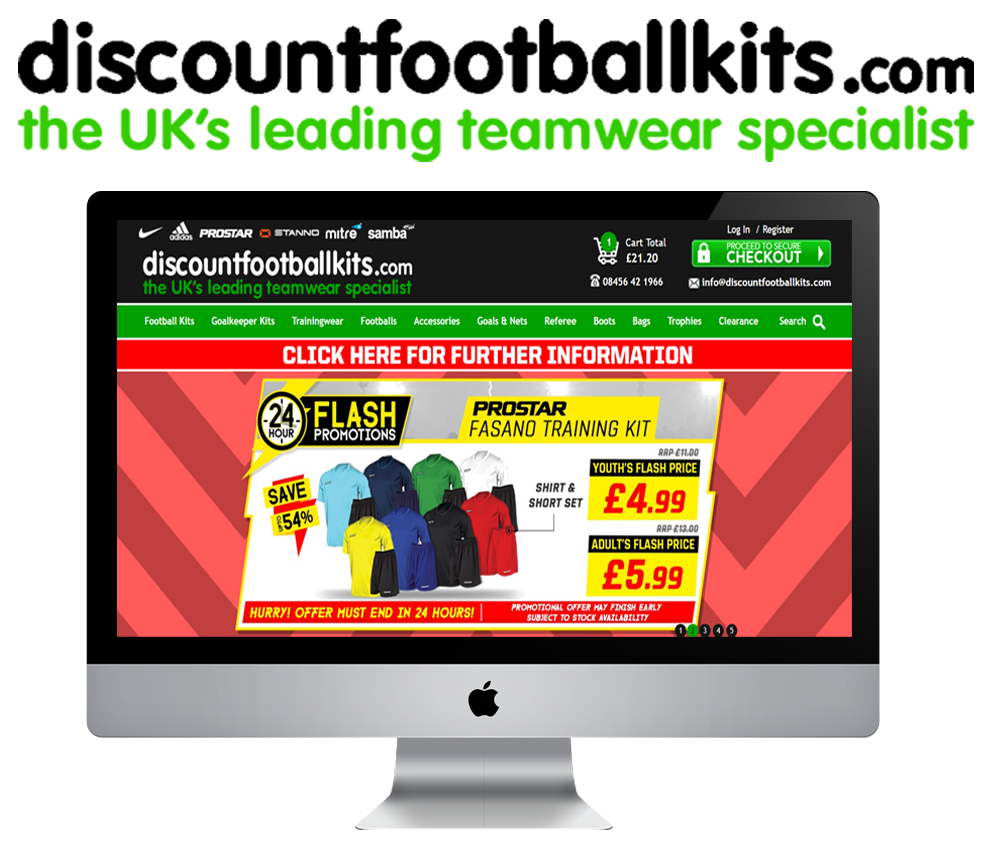 discountfootballkits.com
the UK's leading teamwear specialist
adidas PROSTAR STANNO mitre samba
Log In / Register
1 Cart Total
£21.20
PROCEED TO SECURE
CHECKOUT
discountfootballkits.com
the UK's leading teamwear specialist
08456 42 1966
info@discountfootballkits.com
Football Kits Goalkeeper Kits Trainingwear Footballs Accessories Goals & Nets Referee Boots Bags Trophies Clearance Search
CLICK HERE FOR FURTHER INFORMATION
24
HOUR
FLASH
PROMOTIONS
PROSTAR
FASANO TRAINING KIT
RRP £11.00
YOUTH'S FLASH PRICE
£4.99
SAVE
UPTO 54%
SHIRT &
SHORT SET
RRP £13.00
ADULT'S FLASH PRICE
£5.99
HURRY! OFFER MUST END IN 24 HOURS!
PROMOTIONAL OFFER MAY FINISH EARLY
SUBJECT TO STOCK AVAILABILITY
1 2 3 4 5